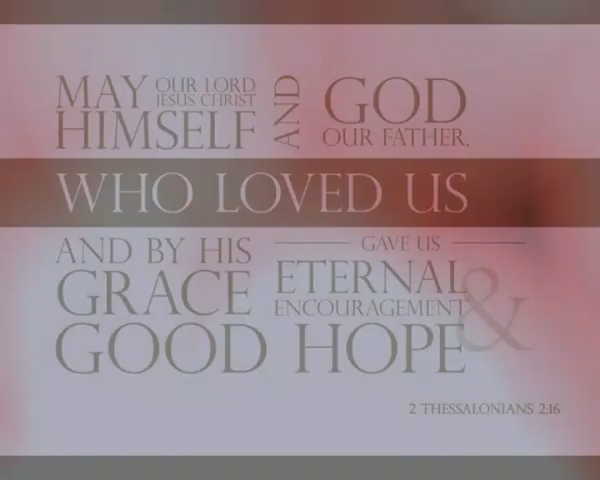 MAY OUR LORD JESUS CHRIST
HIMSELF AND GOD
OUR FATHER,
WHO LOVED US
AND BY HIS GAVE US
GRACE ETERNAL
ENCOURAGEMENT &
GOOD HOPE
2 THESSALONIANS 2:16